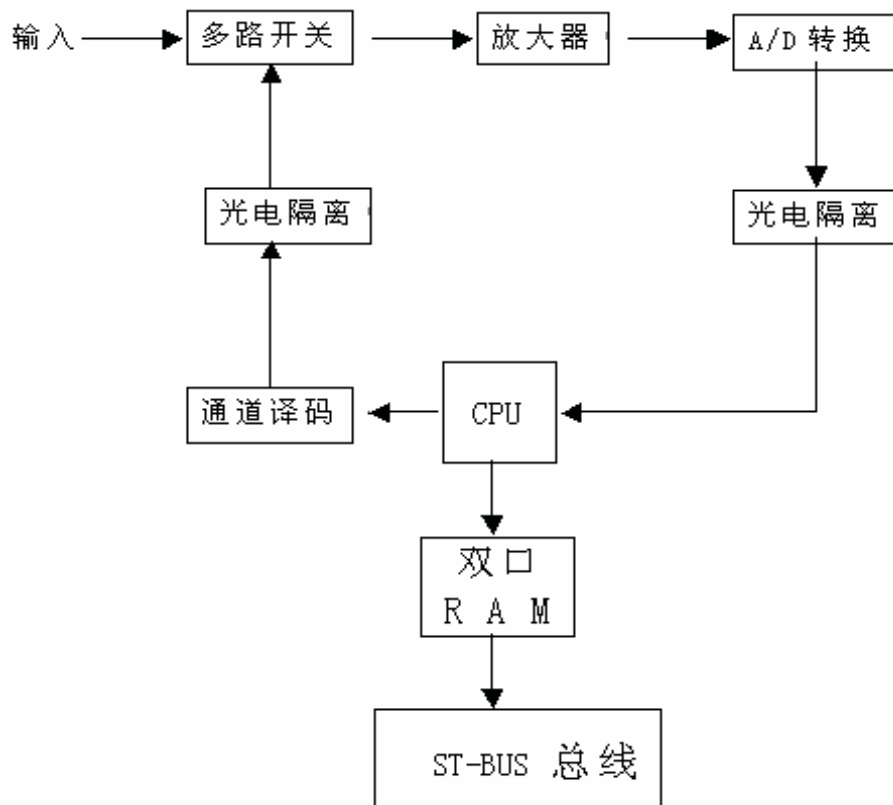 输入
多路开关
放大器
A/D 转换
光电隔离
光电隔离
通道译码
CPU
双口
R A M
ST-BUS 总线